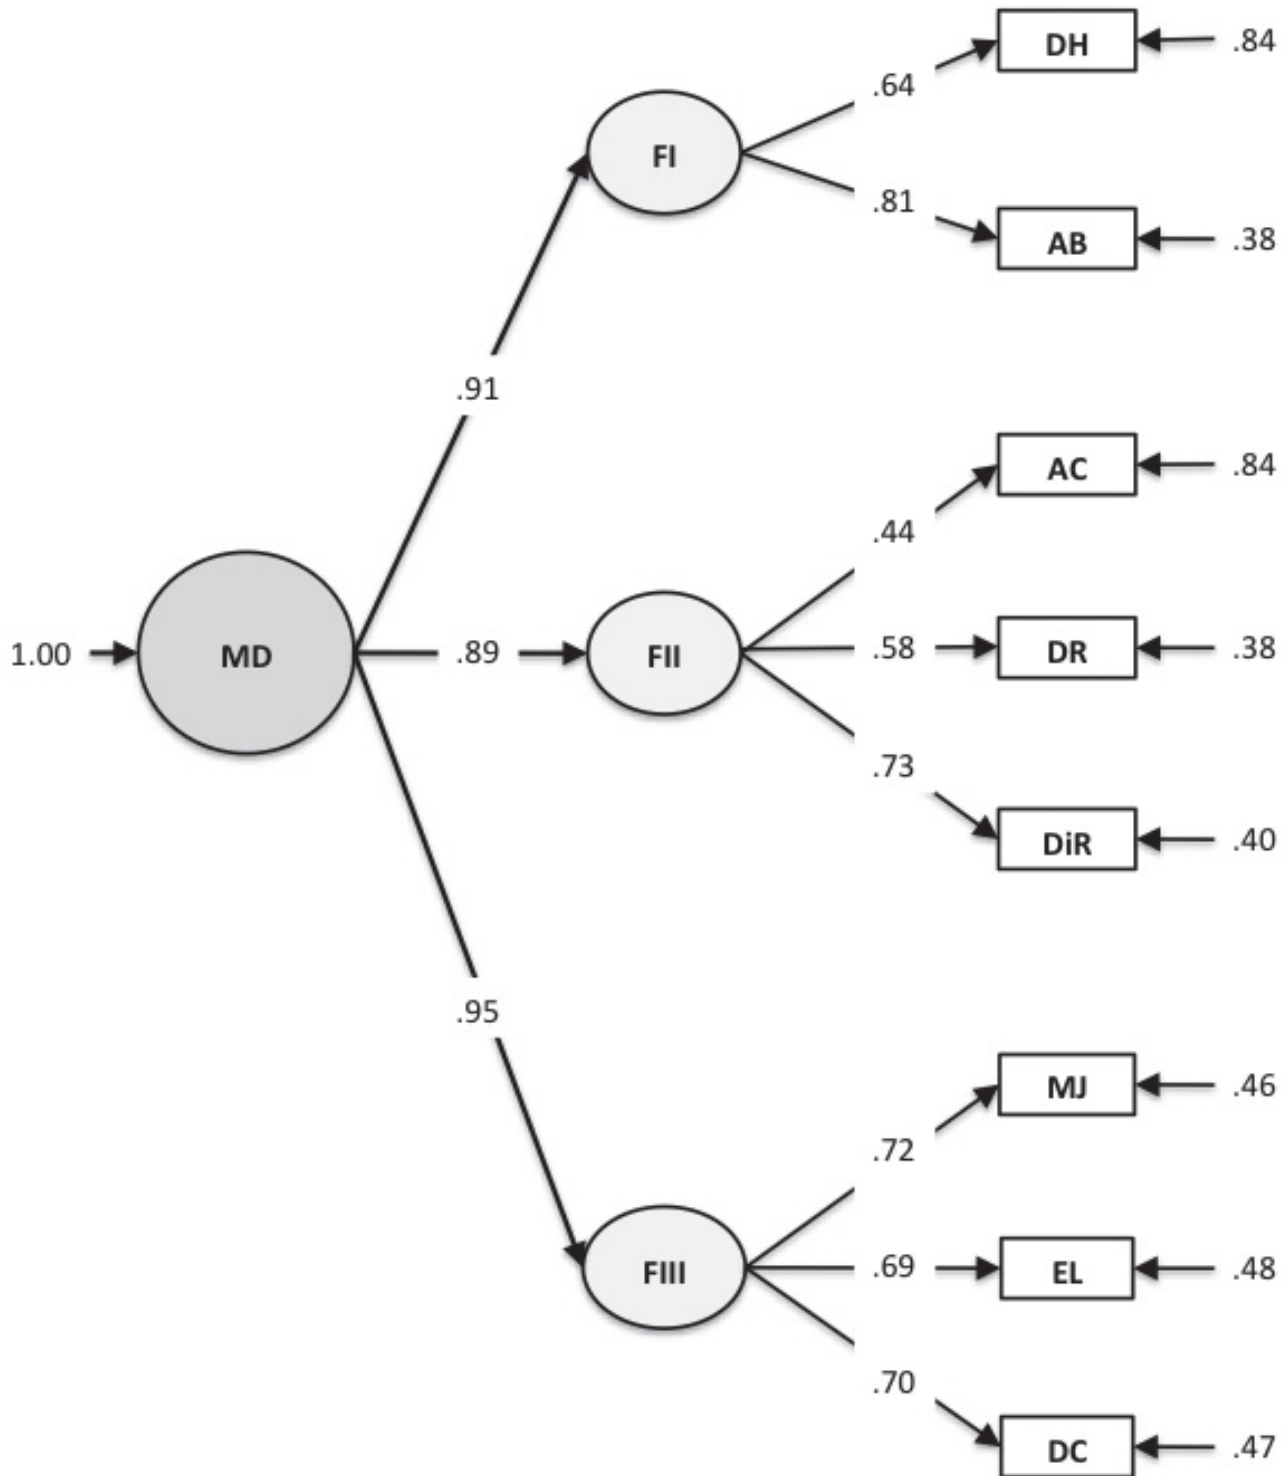 DH
.84
.64
FI
.81
AB
.38
.91
AC
.84
.44
1.00
MD
.89
FII
.58
DR
.38
.73
DiR
.40
.95
MJ
.46
.72
FIII
.69
EL
.48
.70
DC
.47